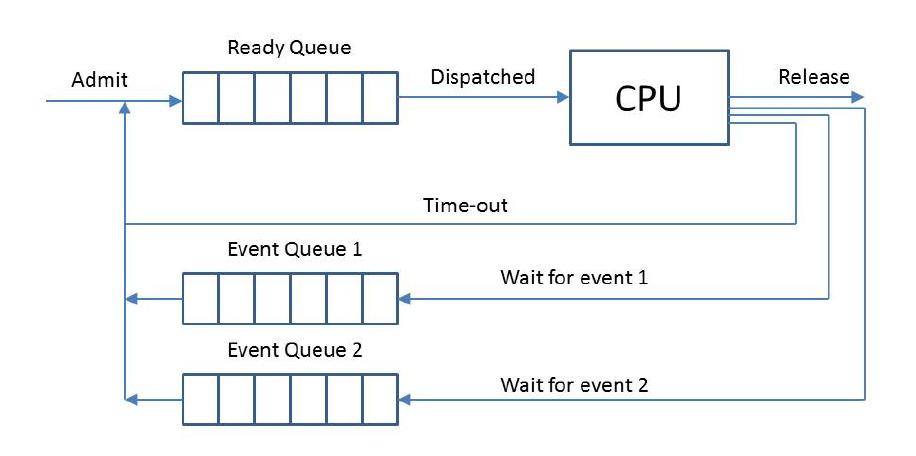 Ready Queue
Admit
Dispatched
CPU
Release
Time-out
Event Queue 1
Wait for event 1
Event Queue 2
Wait for event 2